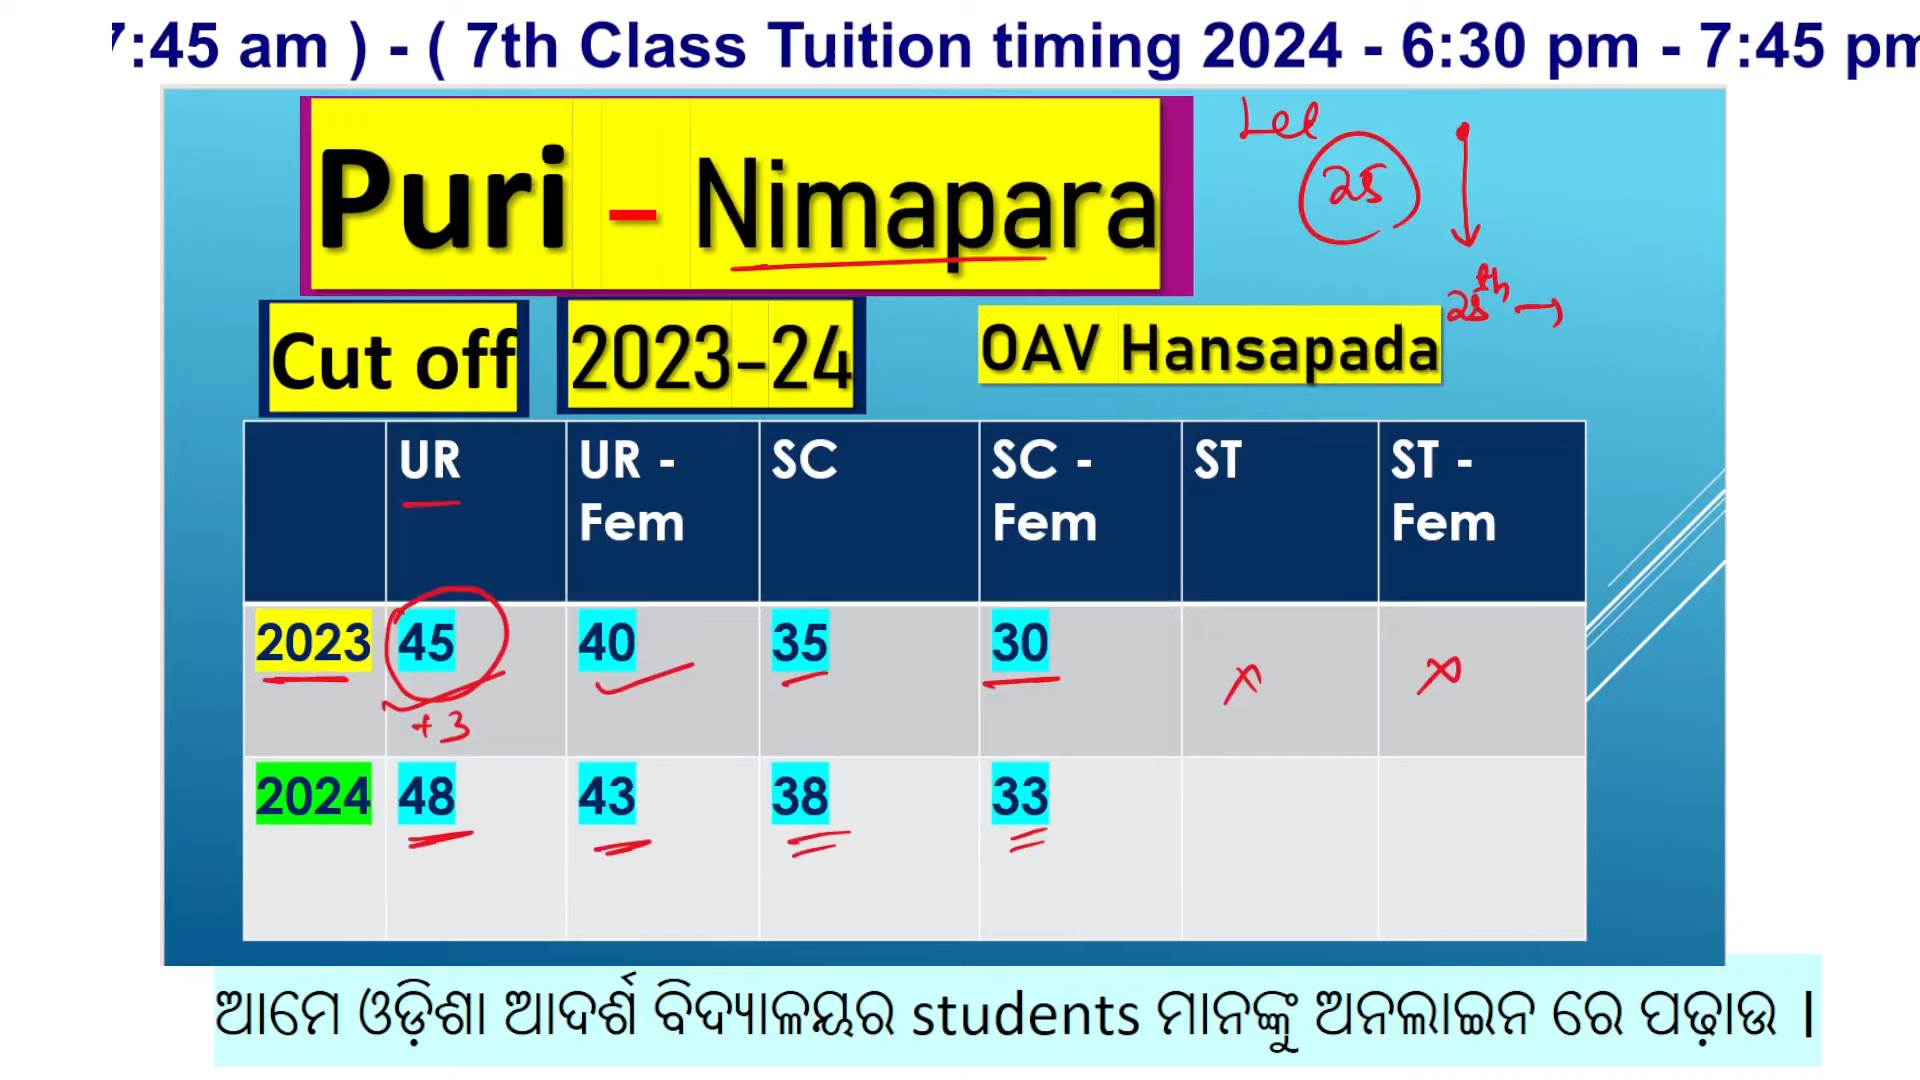 7:45 am ) - ( 7th Class Tuition timing 2024 - 6:30 pm - 7:45 pm
Puri – Nimapara
25
25th →
Cut off 2023-24 OAV Hansapada
UR UR - Fem SC SC - Fem ST ST - Fem
2023 45 40 35 30 x x
+3
2024 48 43 38 33
ଆମେ ଓଡ଼ିଶା ଆଦର୍ଶ ବିଦ୍ୟାଳୟର students ମାନଙ୍କୁ ଅନଲାଇନ ରେ ପଢ଼ାଉ ।